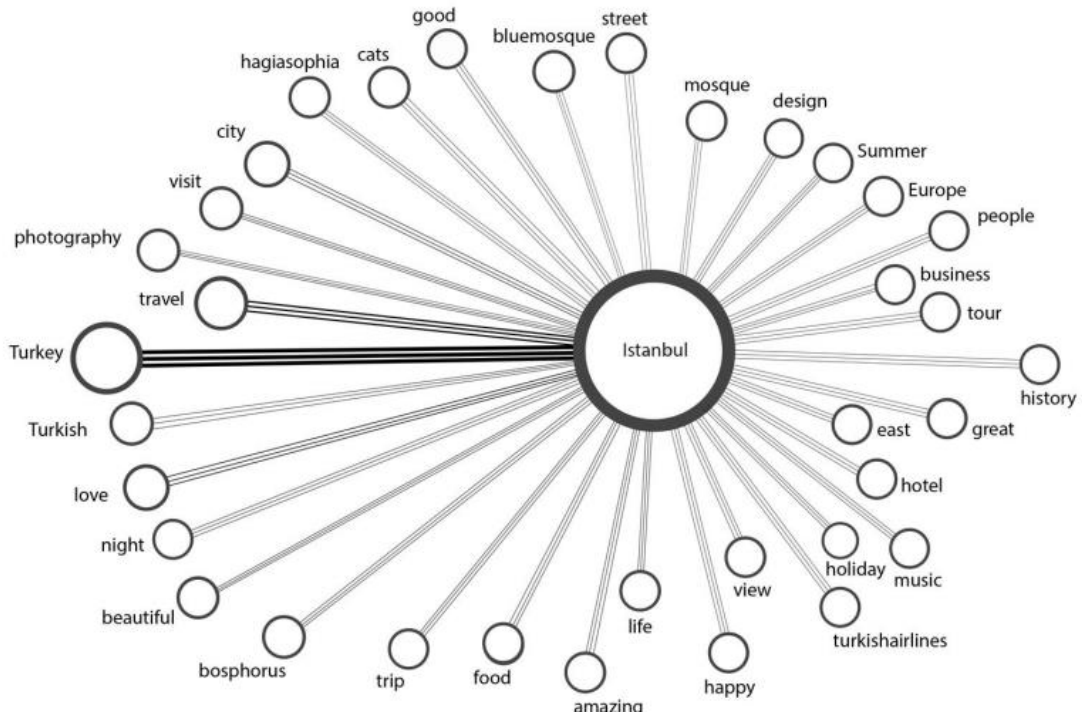 good
street
bluemosque
cats
hagiasophia
mosque
design
city
Summer
visit
Europe
people
photography
business
travel
tour
Turkey
Istanbul
history
Turkish
east
great
love
hotel
night
holiday
music
view
beautiful
life
turkishairlines
bosphorus
trip
food
happy
amazing